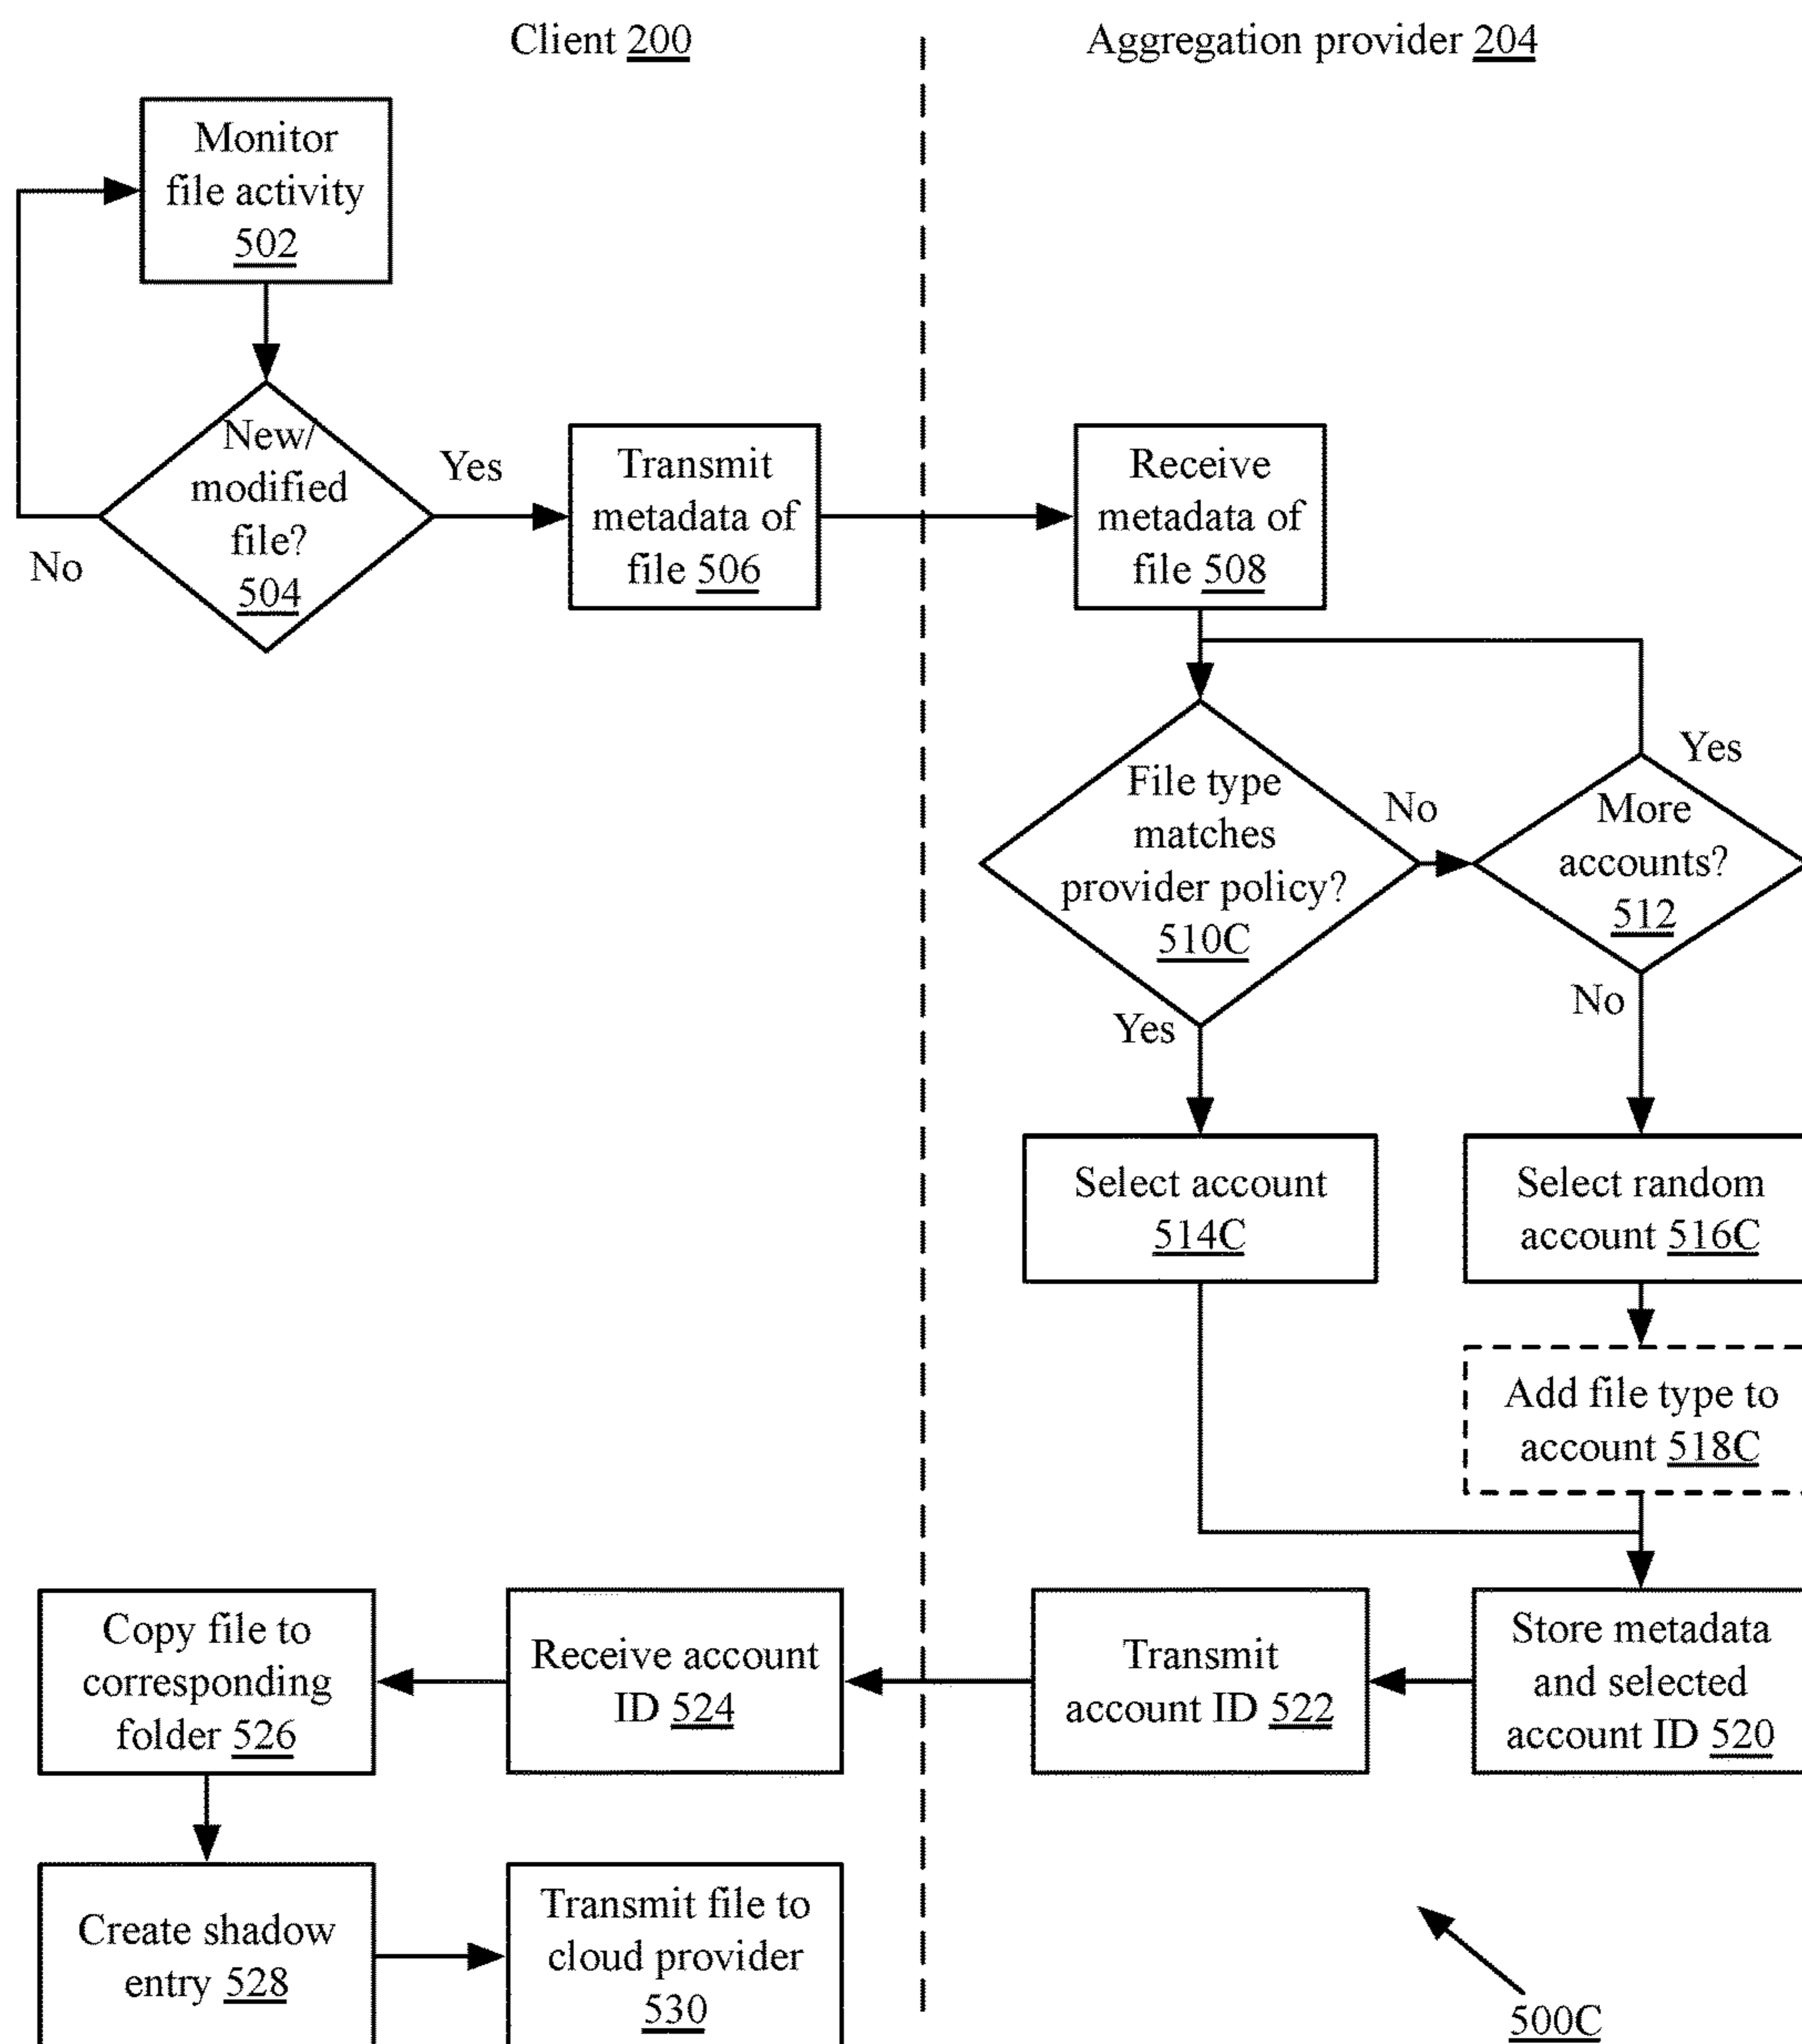 Client 200
Aggregation provider 204
Monitor
file activity
502
New/
modified
file?
504
Yes
No
Transmit
metadata of
file 506
Receive
metadata of
file 508
File type
matches
provider policy?
510C
No
Yes
More
accounts?
512
Yes
No
Select account
514C
Select random
account 516C
Add file type to
account 518C
Store metadata
and selected
account ID 520
Transmit
account ID 522
Receive account
ID 524
Copy file to
corresponding
folder 526
Create shadow
entry 528
Transmit file to
cloud provider
530
500C